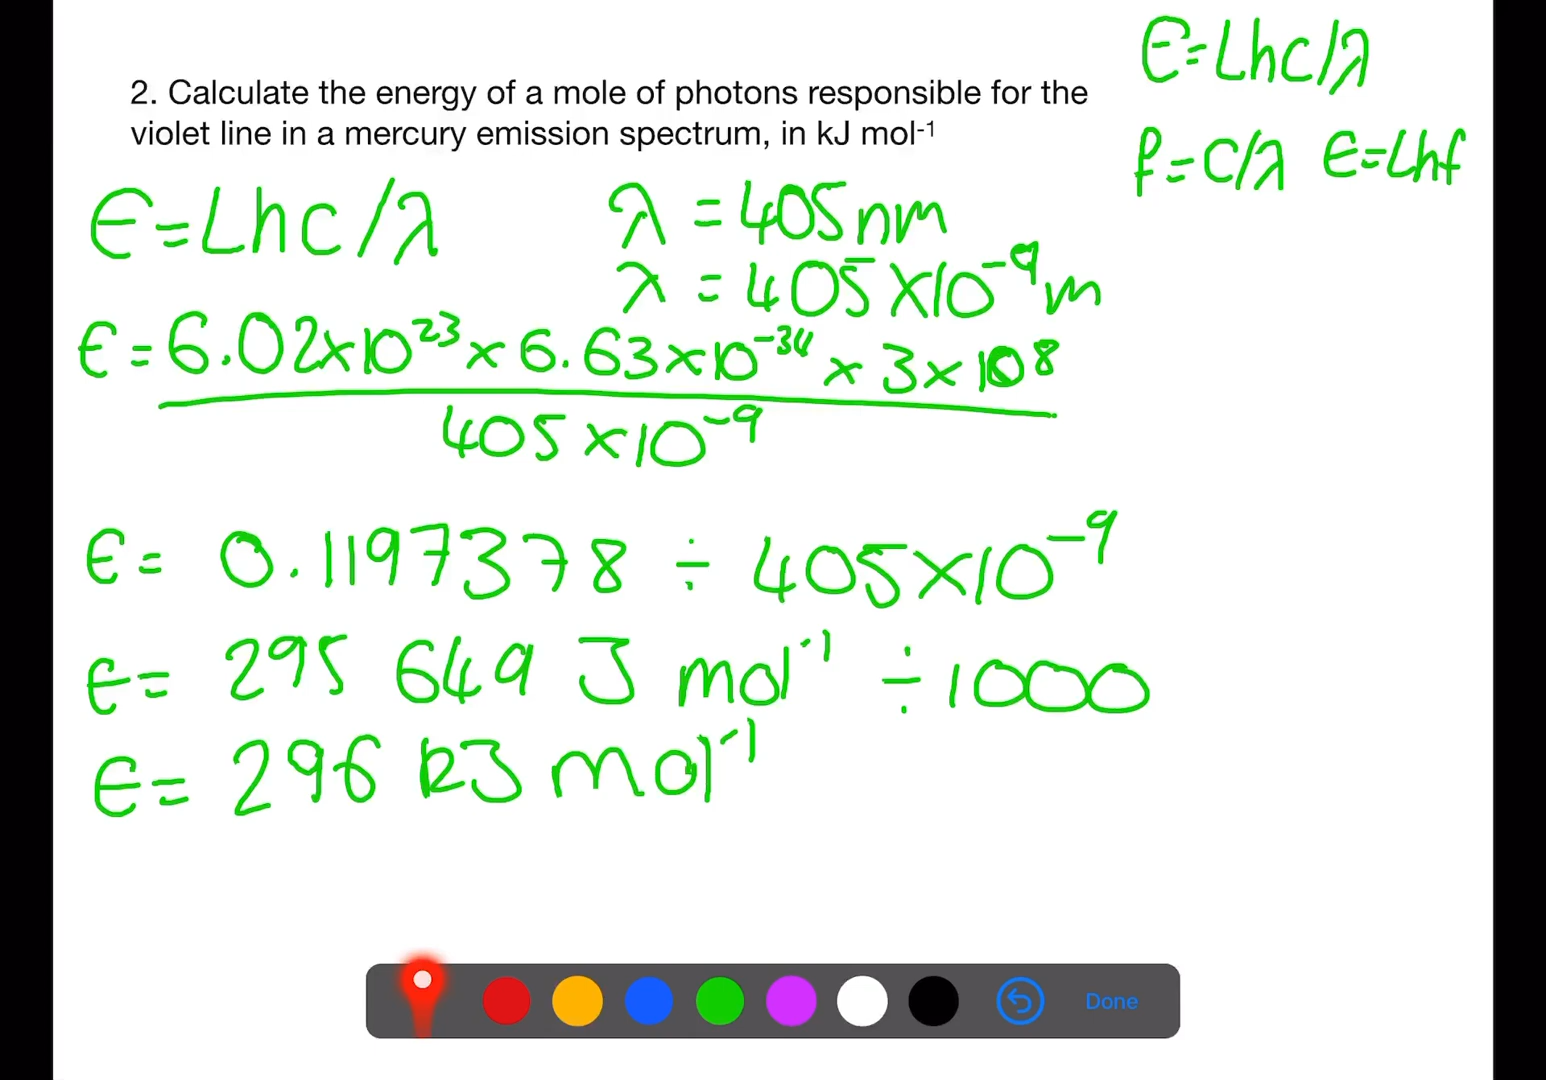 E=Lhc/λ
2. Calculate the energy of a mole of photons responsible for the
violet line in a mercury emission spectrum, in kJ mol⁻¹
f=c/λ E=Lhf
E=Lhc/λ
λ = 405nm
λ = 405×10⁻⁹m
E = 6.02×10²³ × 6.63×10⁻³⁴ × 3×10⁸
405×10⁻⁹
E= 0.1197378 ÷ 405×10⁻⁹
E= 295 649 J mol⁻¹ ÷1000
E= 296 kJ mol⁻¹
Done